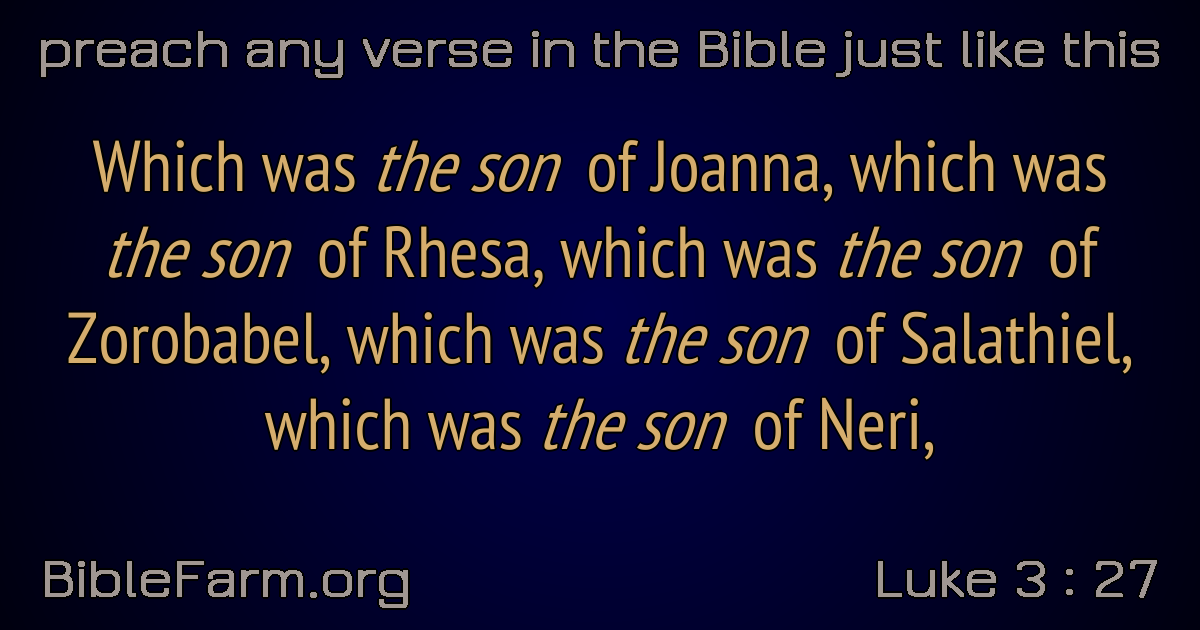 preach any verse in the Bible just like this
Which was the son of Joanna, which was
the son of Rhesa, which was the son of
Zorobabel, which was the son of Salathiel,
which was the son of Neri,
BibleFarm.org
Luke 3 : 27